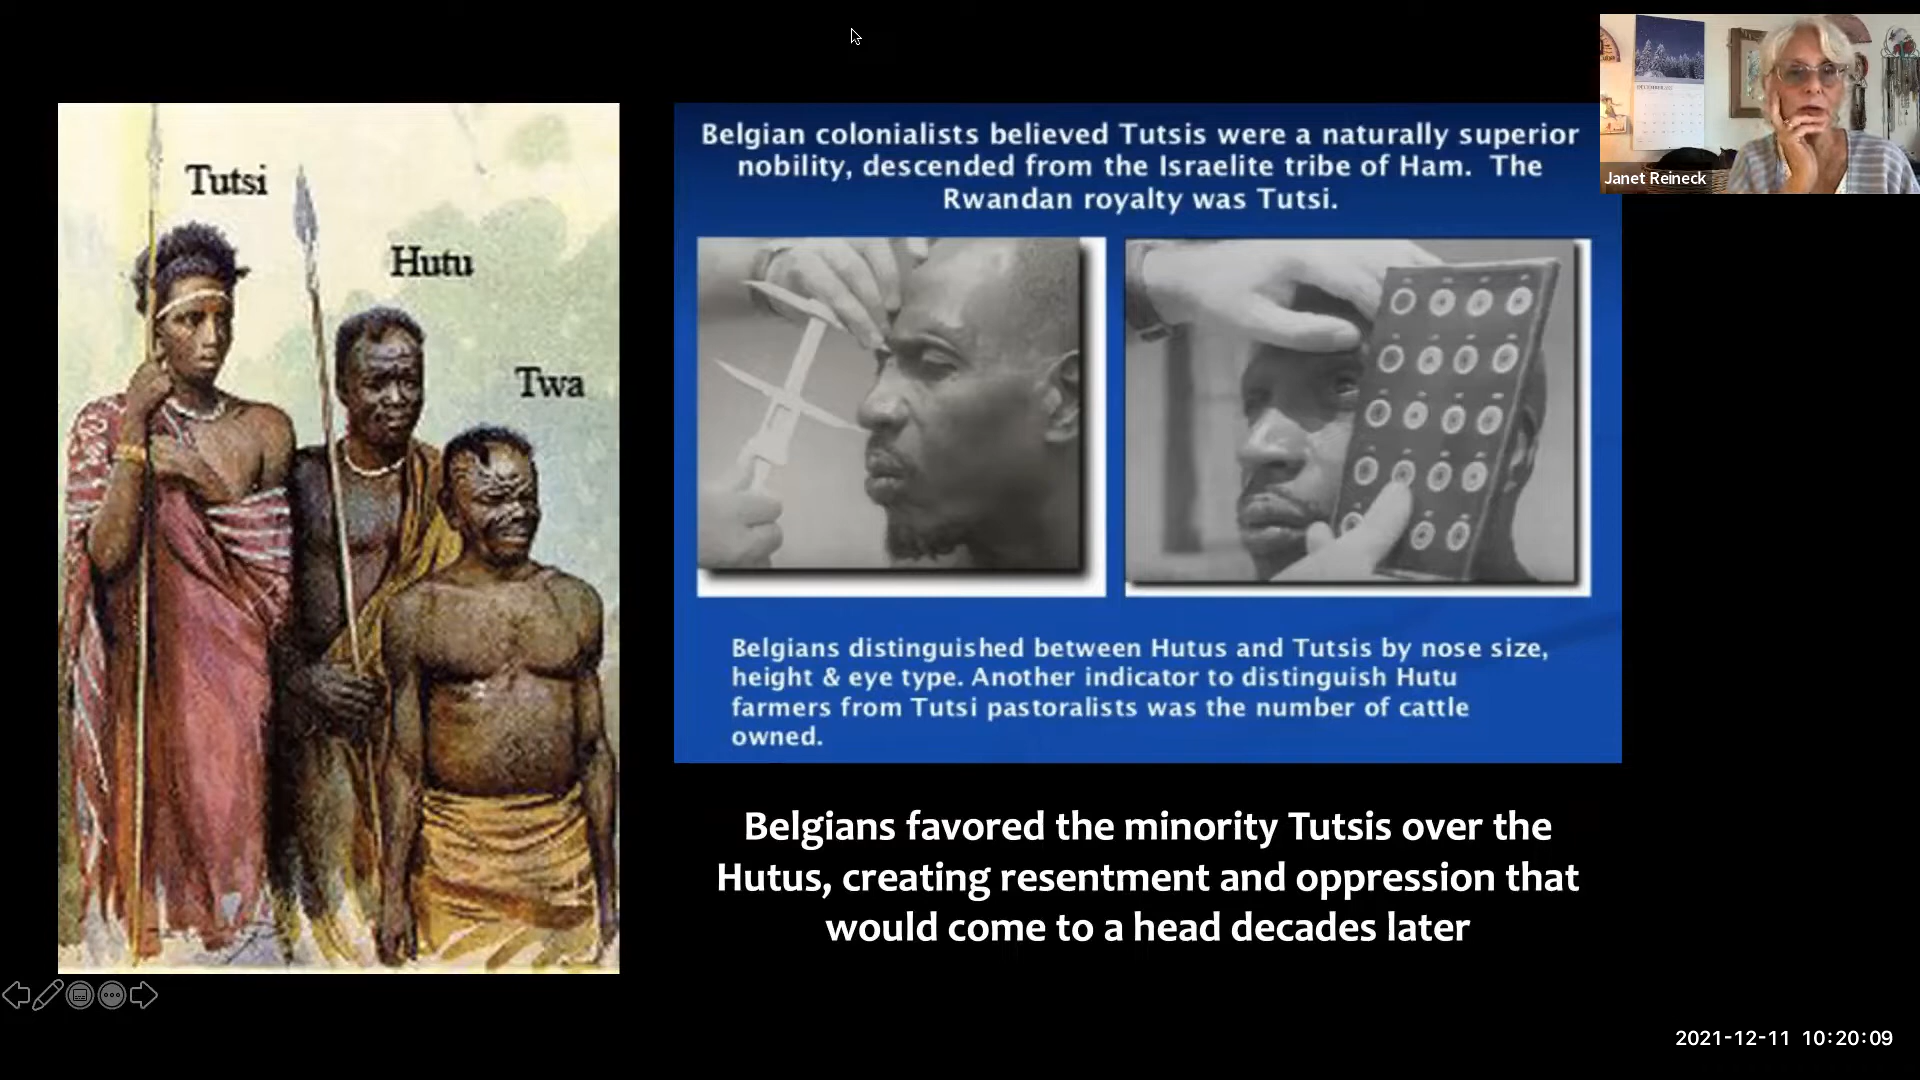 Tutsi
Hutu
Twa
Belgian colonialists believed Tutsis were a naturally superior
nobility, descended from the Israelite tribe of Ham. The
Rwandan royalty was Tutsi.
Belgians distinguished between Hutus and Tutsis by nose size,
height & eye type. Another indicator to distinguish Hutu
farmers from Tutsi pastoralists was the number of cattle
owned.
Belgians favored the minority Tutsis over the
Hutus, creating resentment and oppression that
would come to a head decades later
Janet Reineck
2021-12-11 10:20:09